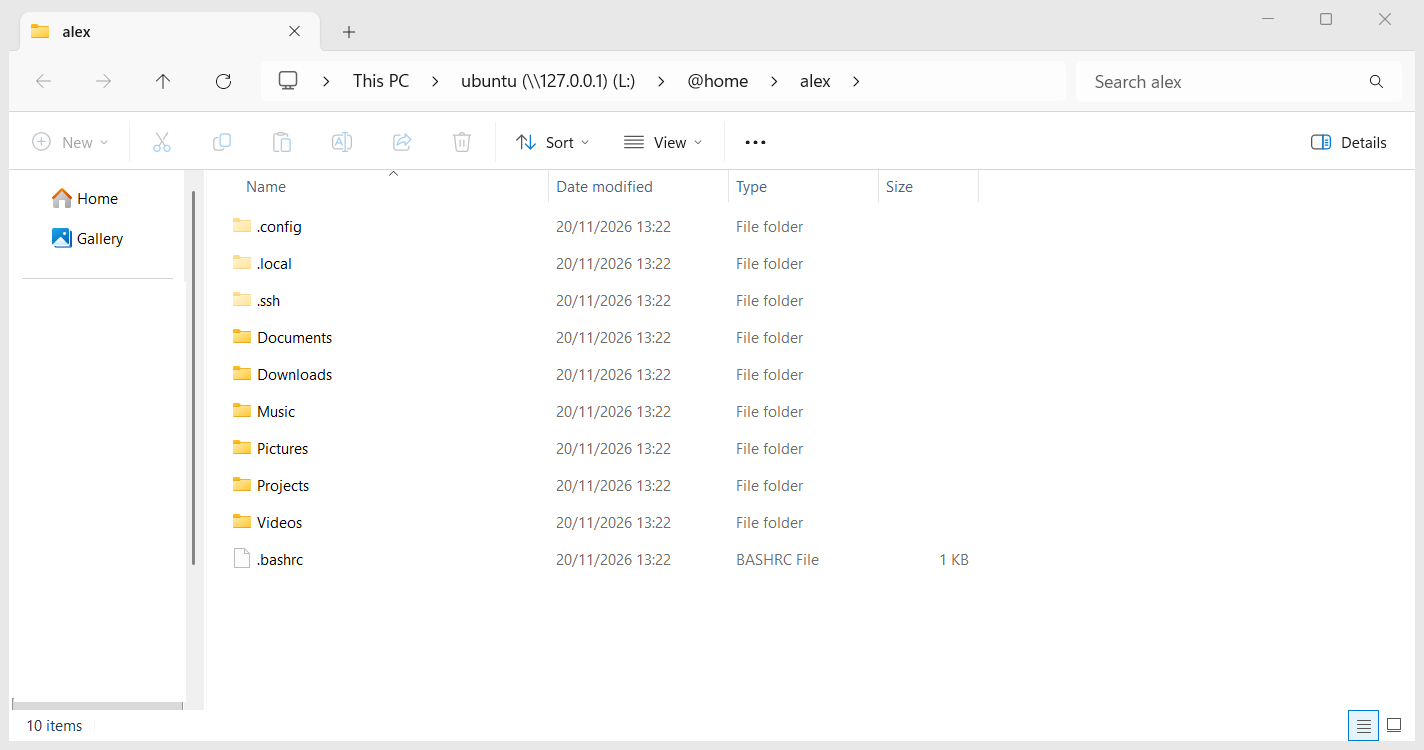 alex
This PC ubuntu (\\127.0.0.1) (L:) @home alex Search alex
New Sort View Details
Home
Gallery
Name Date modified Type Size
.config 20/11/2026 13:22 File folder
.local 20/11/2026 13:22 File folder
.ssh 20/11/2026 13:22 File folder
Documents 20/11/2026 13:22 File folder
Downloads 20/11/2026 13:22 File folder
Music 20/11/2026 13:22 File folder
Pictures 20/11/2026 13:22 File folder
Projects 20/11/2026 13:22 File folder
Videos 20/11/2026 13:22 File folder
.bashrc 20/11/2026 13:22 BASHRC File 1 KB
10 items